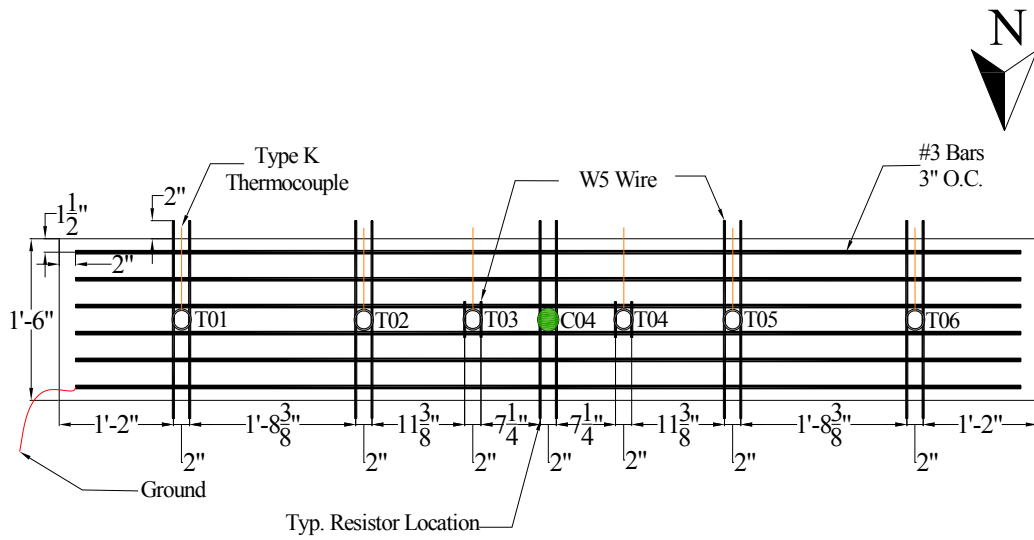 N
Type K
Thermocouple
#3 Bars
3" O.C.
W5 Wire
2"
1 1/2"
2"
1'-6"
T01
T02
T03
C04
T04
T05
T06
1'-2"
1'-8 3/8"
11 3/8"
7 1/4"
7 1/4"
11 3/8"
1'-8 3/8"
1'-2"
2"
2"
2"
2"
2"
2"
2"
Ground
Typ. Resistor Location